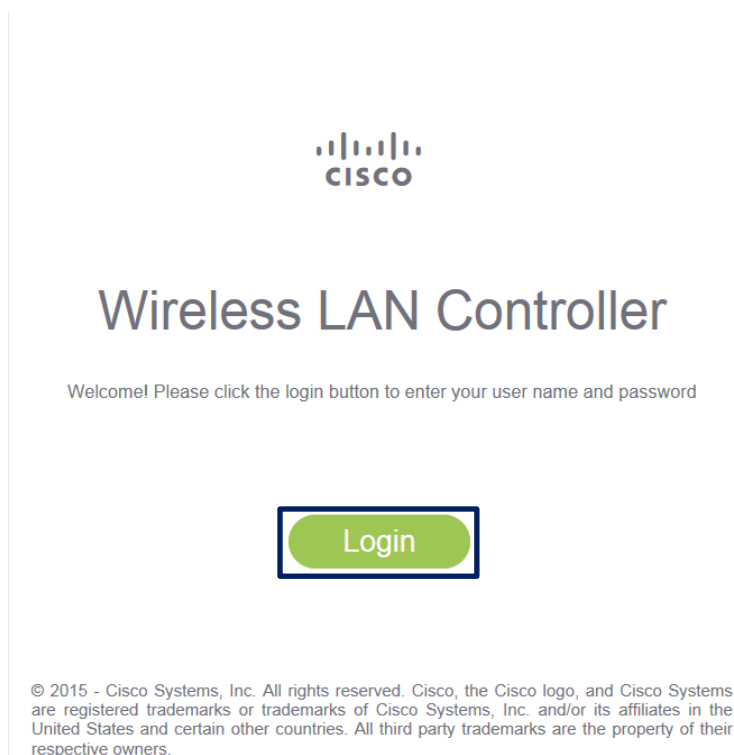 CISCO
Wireless LAN Controller
Welcome! Please click the login button to enter your user name and password
Login
© 2015 - Cisco Systems, Inc. All rights reserved. Cisco, the Cisco logo, and Cisco Systems
are registered trademarks or trademarks of Cisco Systems, Inc. and/or its affiliates in the
United States and certain other countries. All third party trademarks are the property of their
respective owners.